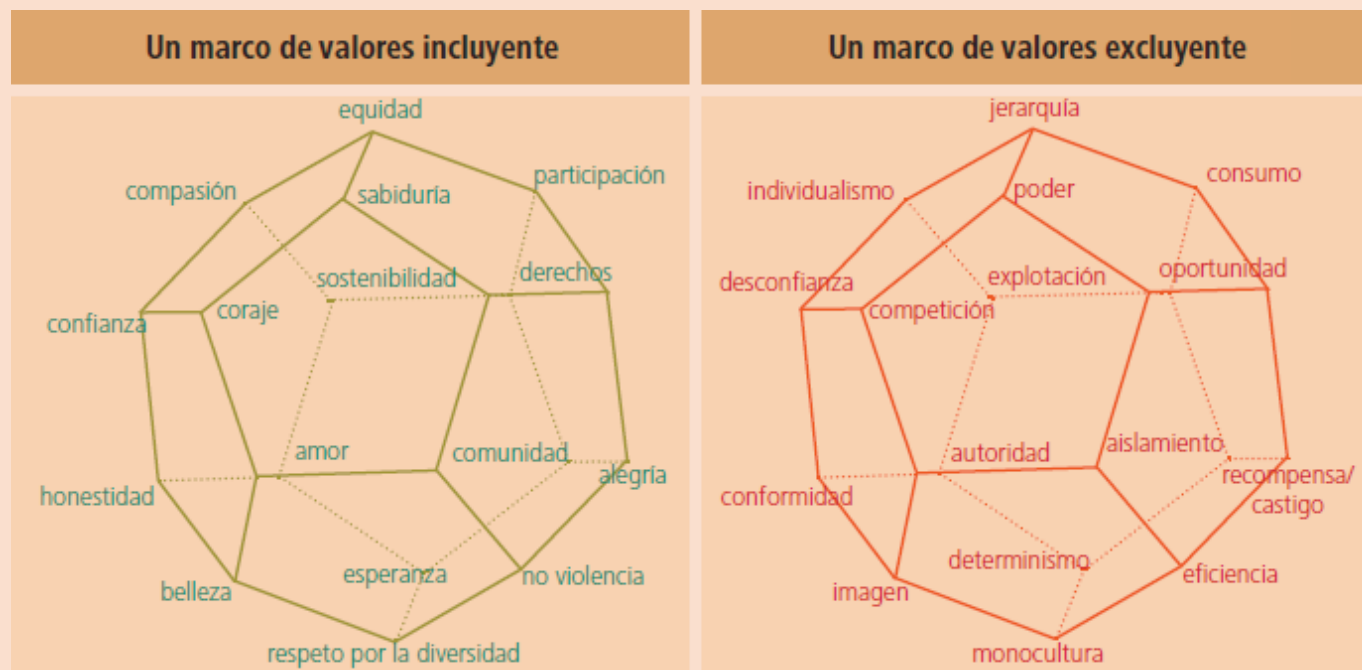 Un marco de valores incluyente
equidad
compasión
participación
sabiduría
sostenibilidad
derechos
confianza
coraje
amor
comunidad
honestidad
alegría
belleza
esperanza
no violencia
respeto por la diversidad
Un marco de valores excluyente
jerarquía
individualismo
poder
consumo
desconfianza
explotación
oportunidad
competición
autoridad
aislamiento
conformidad
recompensa/
castigo
imagen
determinismo
eficiencia
monocultura